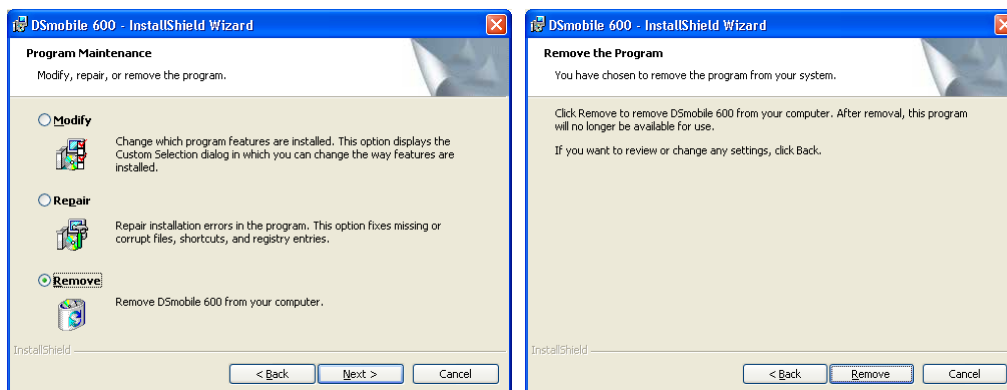 DSmobile 600 - InstallShield Wizard
Program Maintenance
Modify, repair, or remove the program.
Modify
Change which program features are installed. This option displays the
Custom Selection dialog in which you can change the way features are
installed.
Repair
Repair installation errors in the program. This option fixes missing or
corrupt files, shortcuts, and registry entries.
Remove
Remove DSmobile 600 from your computer.
InstallShield
< Back
Next >
Cancel
DSmobile 600 - InstallShield Wizard
Remove the Program
You have chosen to remove the program from your system.
Click Remove to remove DSmobile 600 from your computer. After removal, this program
will no longer be available for use.
If you want to review or change any settings, click Back.
InstallShield
< Back
Remove
Cancel